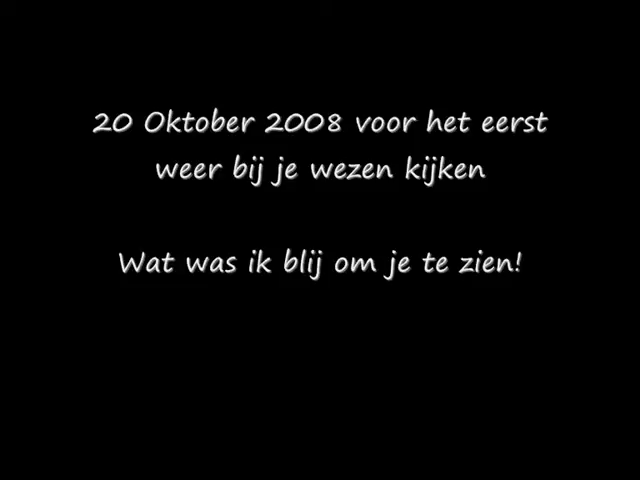 20 Oktober 2008 voor het eerst
weer bij je wezen kijken
Wat was ik blij om je te zien!